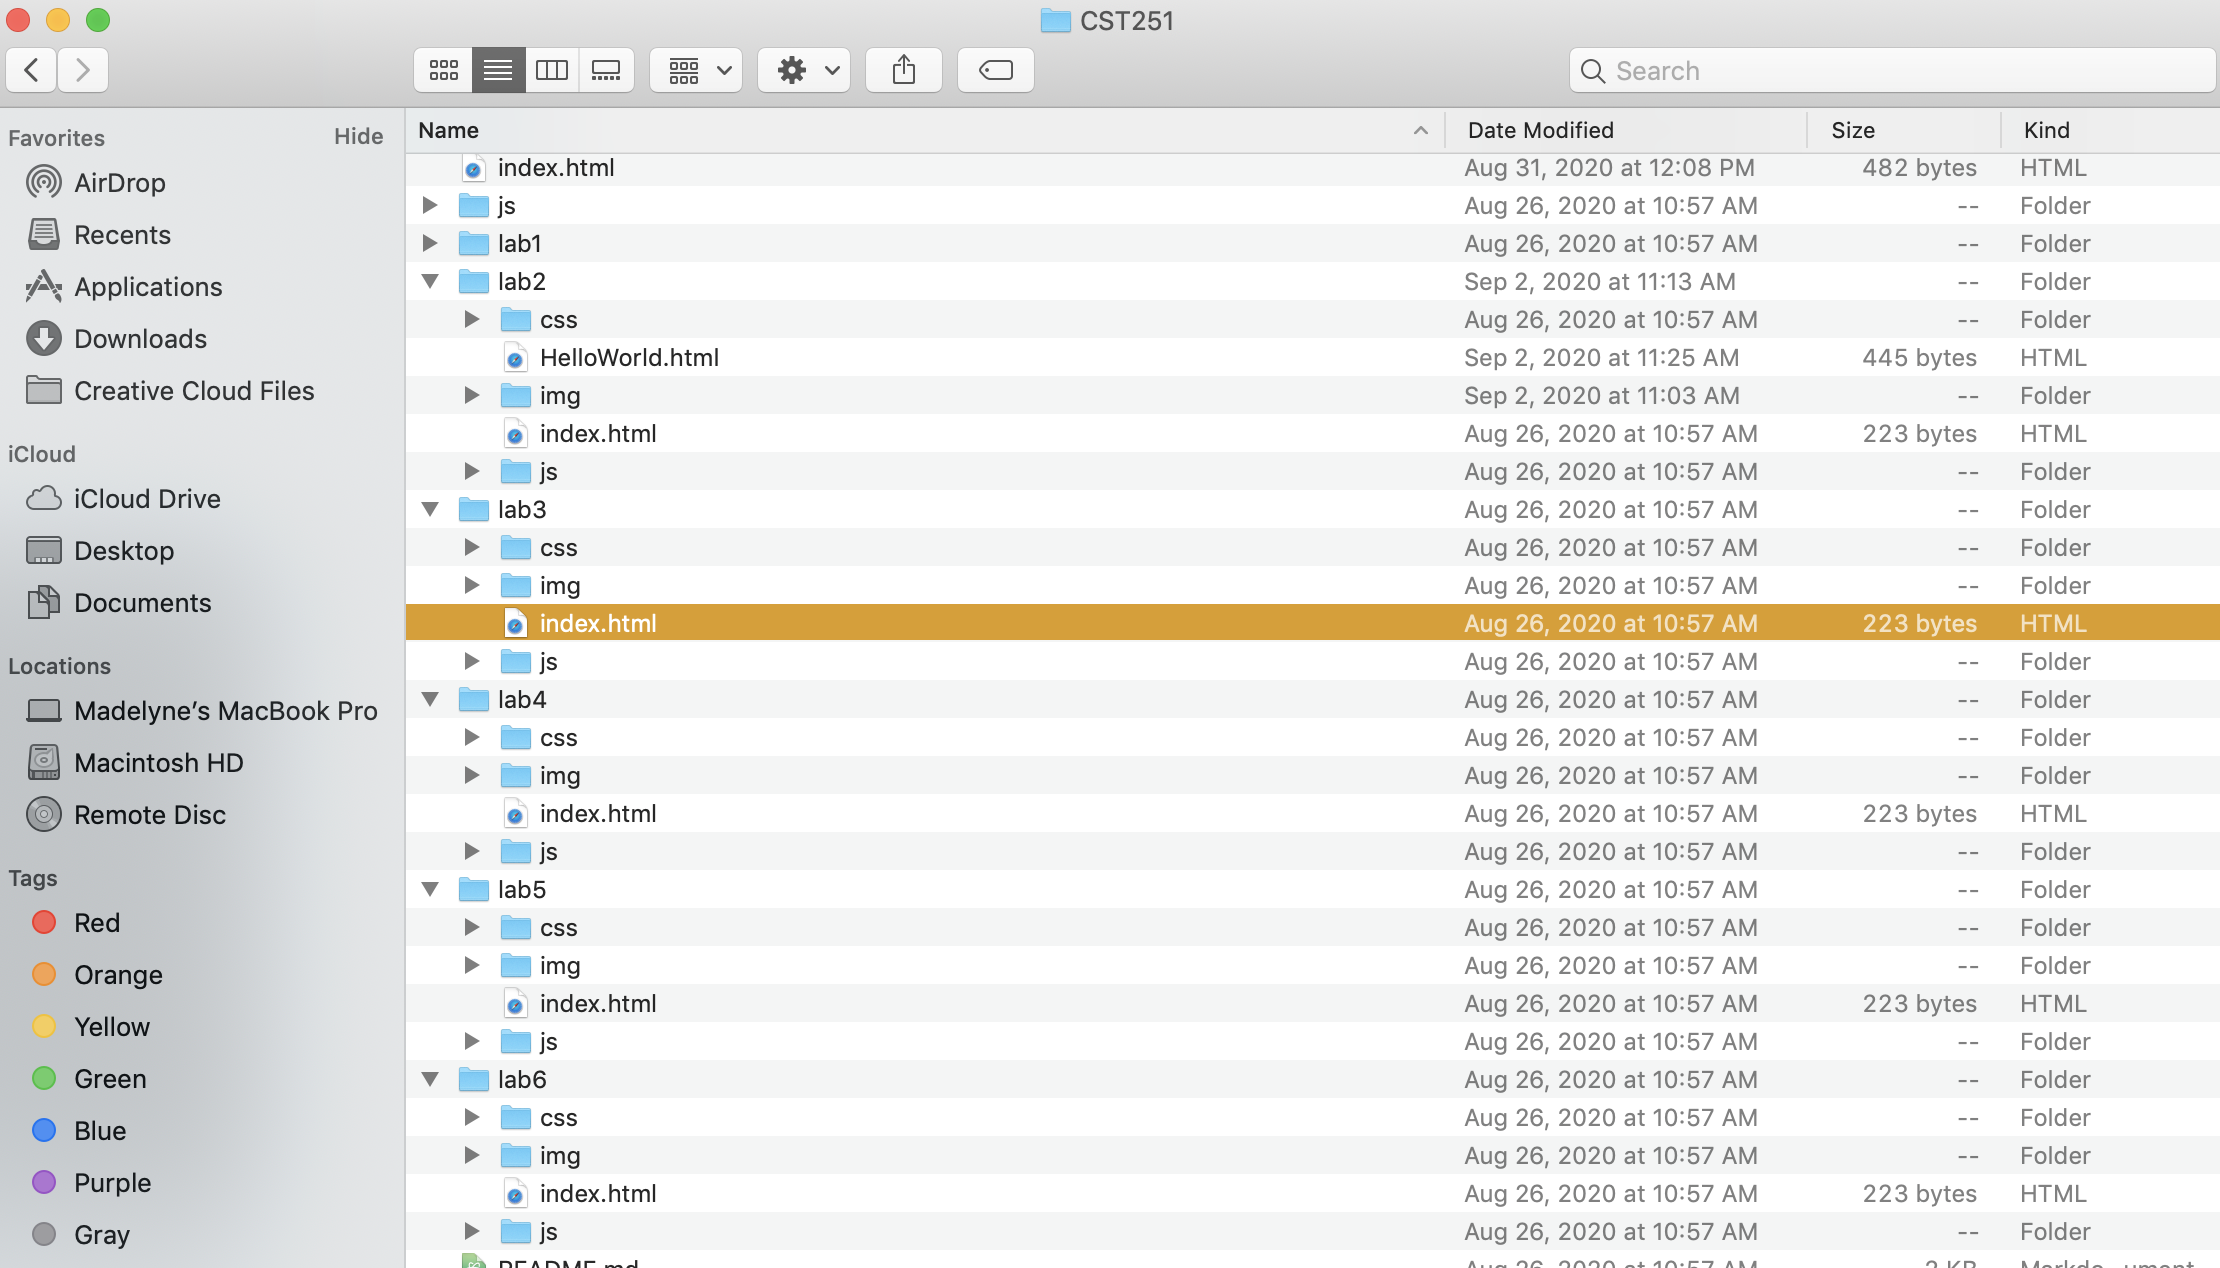 CST251
Search
Favorites Hide
AirDrop
Recents
Applications
Downloads
Creative Cloud Files
iCloud
iCloud Drive
Desktop
Documents
Locations
Madelyne’s MacBook Pro
Macintosh HD
Remote Disc
Tags
Red
Orange
Yellow
Green
Blue
Purple
Gray
Name Date Modified Size Kind
index.html Aug 31, 2020 at 12:08 PM 482 bytes HTML
js Aug 26, 2020 at 10:57 AM -- Folder
lab1 Aug 26, 2020 at 10:57 AM -- Folder
lab2 Sep 2, 2020 at 11:13 AM -- Folder
css Aug 26, 2020 at 10:57 AM -- Folder
HelloWorld.html Sep 2, 2020 at 11:25 AM 445 bytes HTML
img Sep 2, 2020 at 11:03 AM -- Folder
index.html Aug 26, 2020 at 10:57 AM 223 bytes HTML
js Aug 26, 2020 at 10:57 AM -- Folder
lab3 Aug 26, 2020 at 10:57 AM -- Folder
css Aug 26, 2020 at 10:57 AM -- Folder
img Aug 26, 2020 at 10:57 AM -- Folder
index.html Aug 26, 2020 at 10:57 AM 223 bytes HTML
js Aug 26, 2020 at 10:57 AM -- Folder
lab4 Aug 26, 2020 at 10:57 AM -- Folder
css Aug 26, 2020 at 10:57 AM -- Folder
img Aug 26, 2020 at 10:57 AM -- Folder
index.html Aug 26, 2020 at 10:57 AM 223 bytes HTML
js Aug 26, 2020 at 10:57 AM -- Folder
lab5 Aug 26, 2020 at 10:57 AM -- Folder
css Aug 26, 2020 at 10:57 AM -- Folder
img Aug 26, 2020 at 10:57 AM -- Folder
index.html Aug 26, 2020 at 10:57 AM 223 bytes HTML
js Aug 26, 2020 at 10:57 AM -- Folder
lab6 Aug 26, 2020 at 10:57 AM -- Folder
css Aug 26, 2020 at 10:57 AM -- Folder
img Aug 26, 2020 at 10:57 AM -- Folder
index.html Aug 26, 2020 at 10:57 AM 223 bytes HTML
js Aug 26, 2020 at 10:57 AM -- Folder
README.md Aug 26, 2020 at 10:57 AM 2 KB Markdo...ument